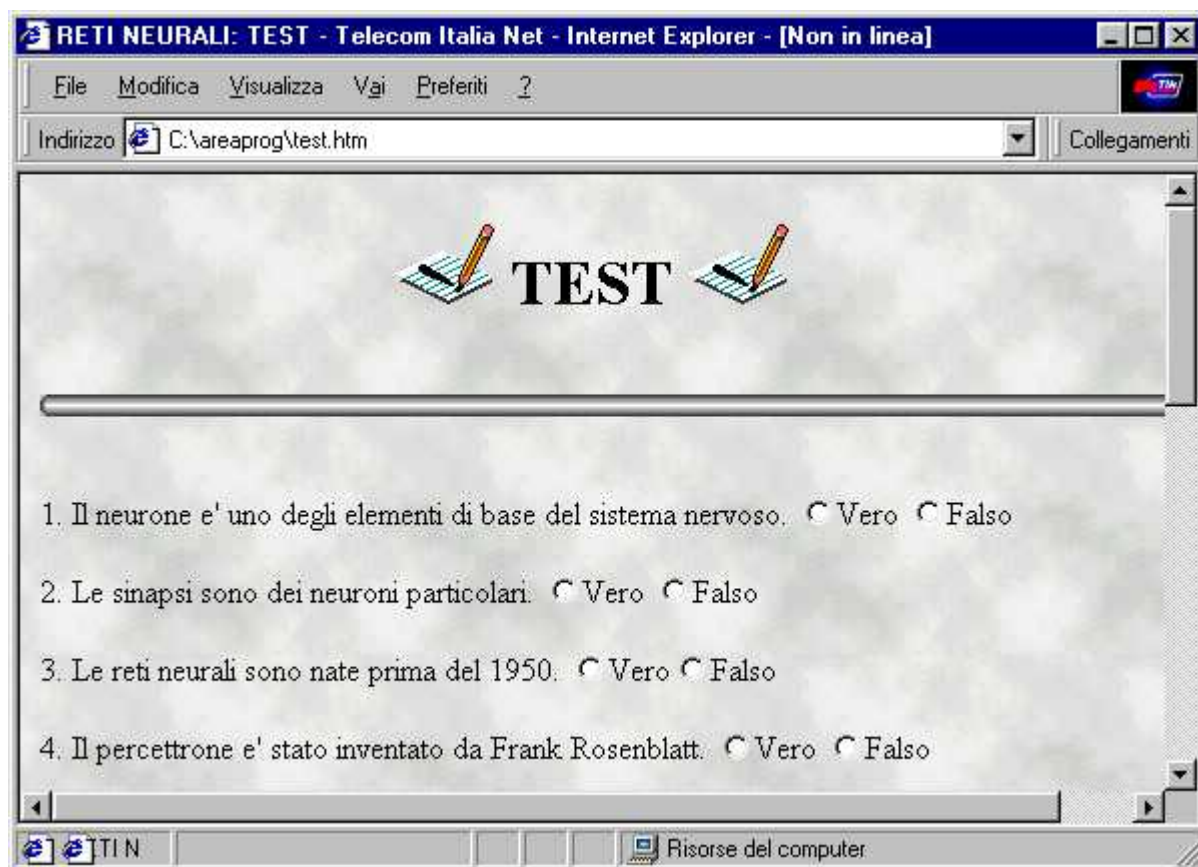 RETI NEURALI: TEST - Telecom Italia Net - Internet Explorer - [Non in linea]
File Modifica Visualizza Vai Preferiti ?
TIN
Indirizzo C:\areaprog\test.htm Collegamenti
TEST
1. Il neurone e' uno degli elementi di base del sistema nervoso. Vero Falso
2. Le sinapsi sono dei neuroni particolari. Vero Falso
3. Le reti neurali sono nate prima del 1950. Vero Falso
4. Il percettrone e' stato inventato da Frank Rosenblatt. Vero Falso
TI N Risorse del computer